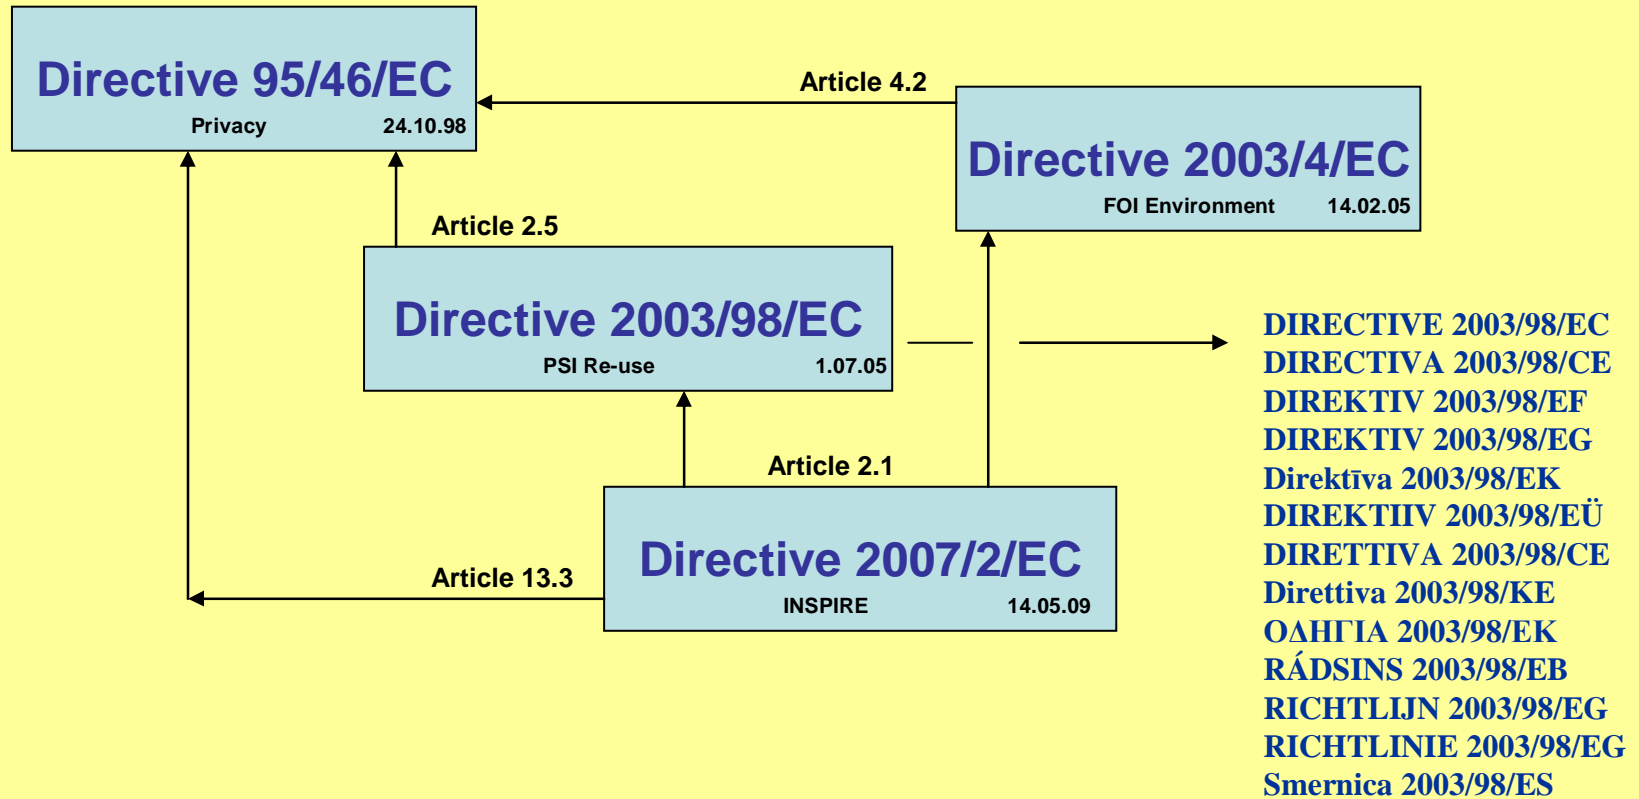 Directive 95/46/EC
Privacy 24.10.98
Article 4.2
Directive 2003/4/EC
FOI Environment 14.02.05
Article 2.5
Directive 2003/98/EC
PSI Re-use 1.07.05
Article 2.1
Directive 2007/2/EC
INSPIRE 14.05.09
Article 13.3
DIRECTIVE 2003/98/EC
DIRECTIVA 2003/98/CE
DIREKTIV 2003/98/EF
DIREKTIV 2003/98/EG
Direktīva 2003/98/EK
DIREKTIIV 2003/98/EÜ
DIRETTIVA 2003/98/CE
Direttiva 2003/98/KE
ΟΔΗΓΙΑ 2003/98/ΕΚ
RÁDSINS 2003/98/EB
RICHTLIJN 2003/98/EG
RICHTLINIE 2003/98/EG
Smernica 2003/98/ES